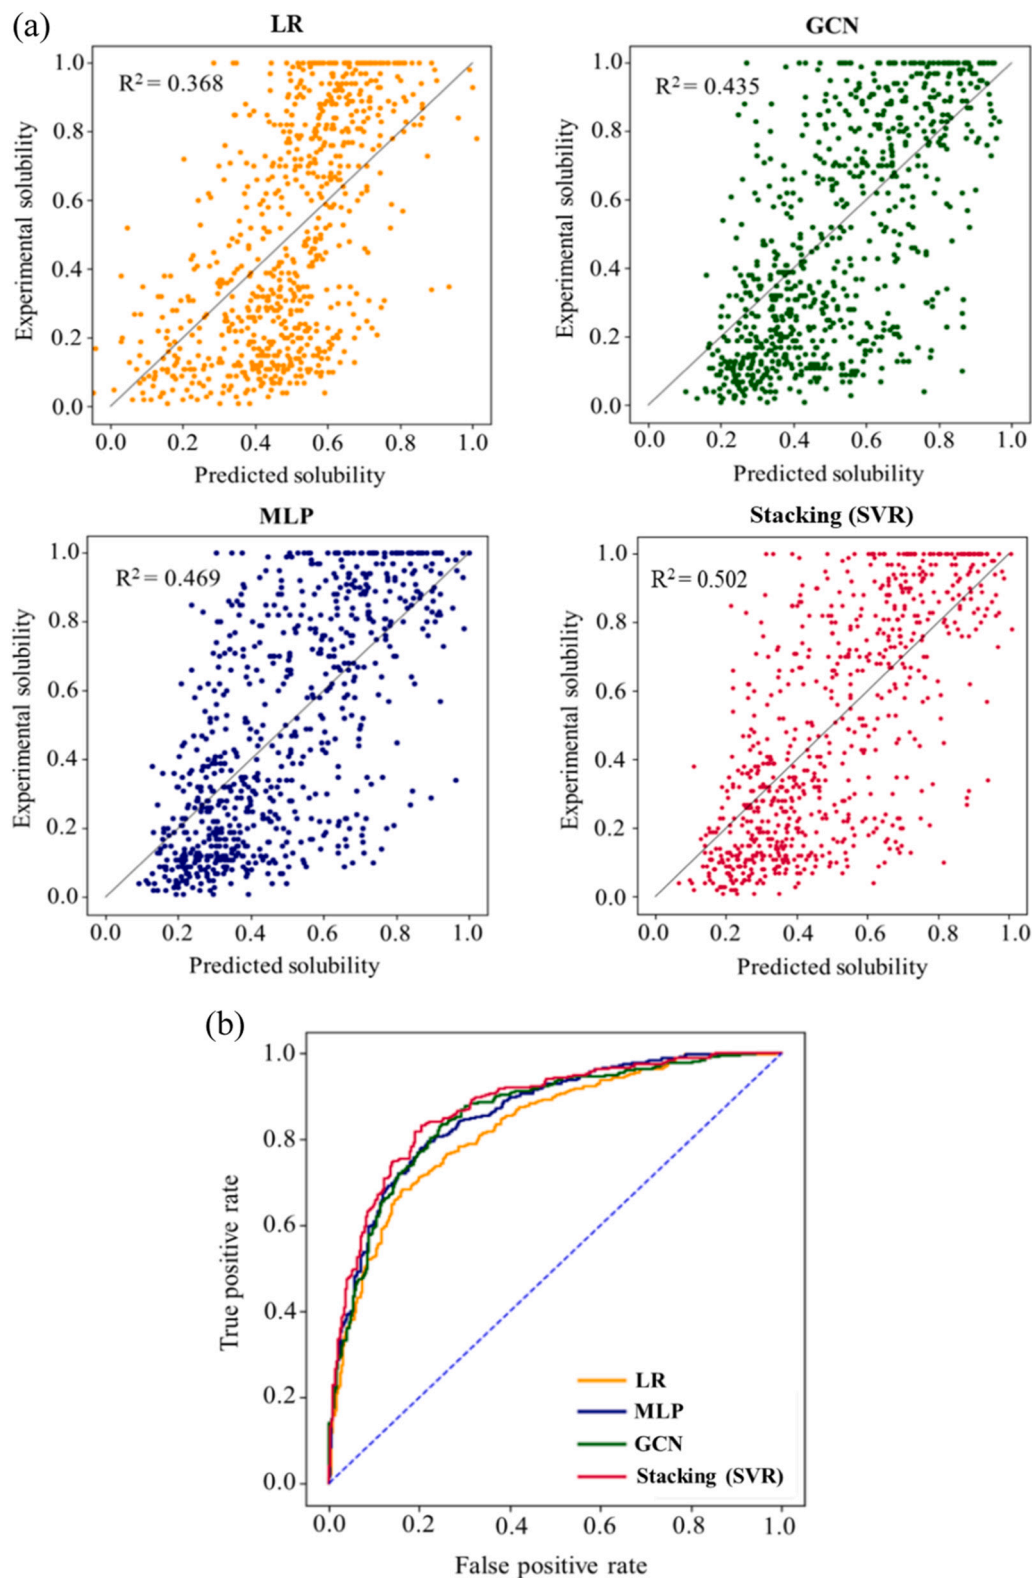 (a)
LR
R² = 0.368
Experimental solubility
1.0
0.8
0.6
0.4
0.2
0.0
0.0 0.2 0.4 0.6 0.8 1.0
Predicted solubility
GCN
R² = 0.435
Experimental solubility
1.0
0.8
0.6
0.4
0.2
0.0
0.0 0.2 0.4 0.6 0.8 1.0
Predicted solubility
MLP
R² = 0.469
Experimental solubility
1.0
0.8
0.6
0.4
0.2
0.0
0.0 0.2 0.4 0.6 0.8 1.0
Predicted solubility
Stacking (SVR)
R² = 0.502
Experimental solubility
1.0
0.8
0.6
0.4
0.2
0.0
0.0 0.2 0.4 0.6 0.8 1.0
Predicted solubility
(b)
True positive rate
1.0
0.8
0.6
0.4
0.2
0.0
LR
MLP
GCN
Stacking (SVR)
0.0 0.2 0.4 0.6 0.8 1.0
False positive rate